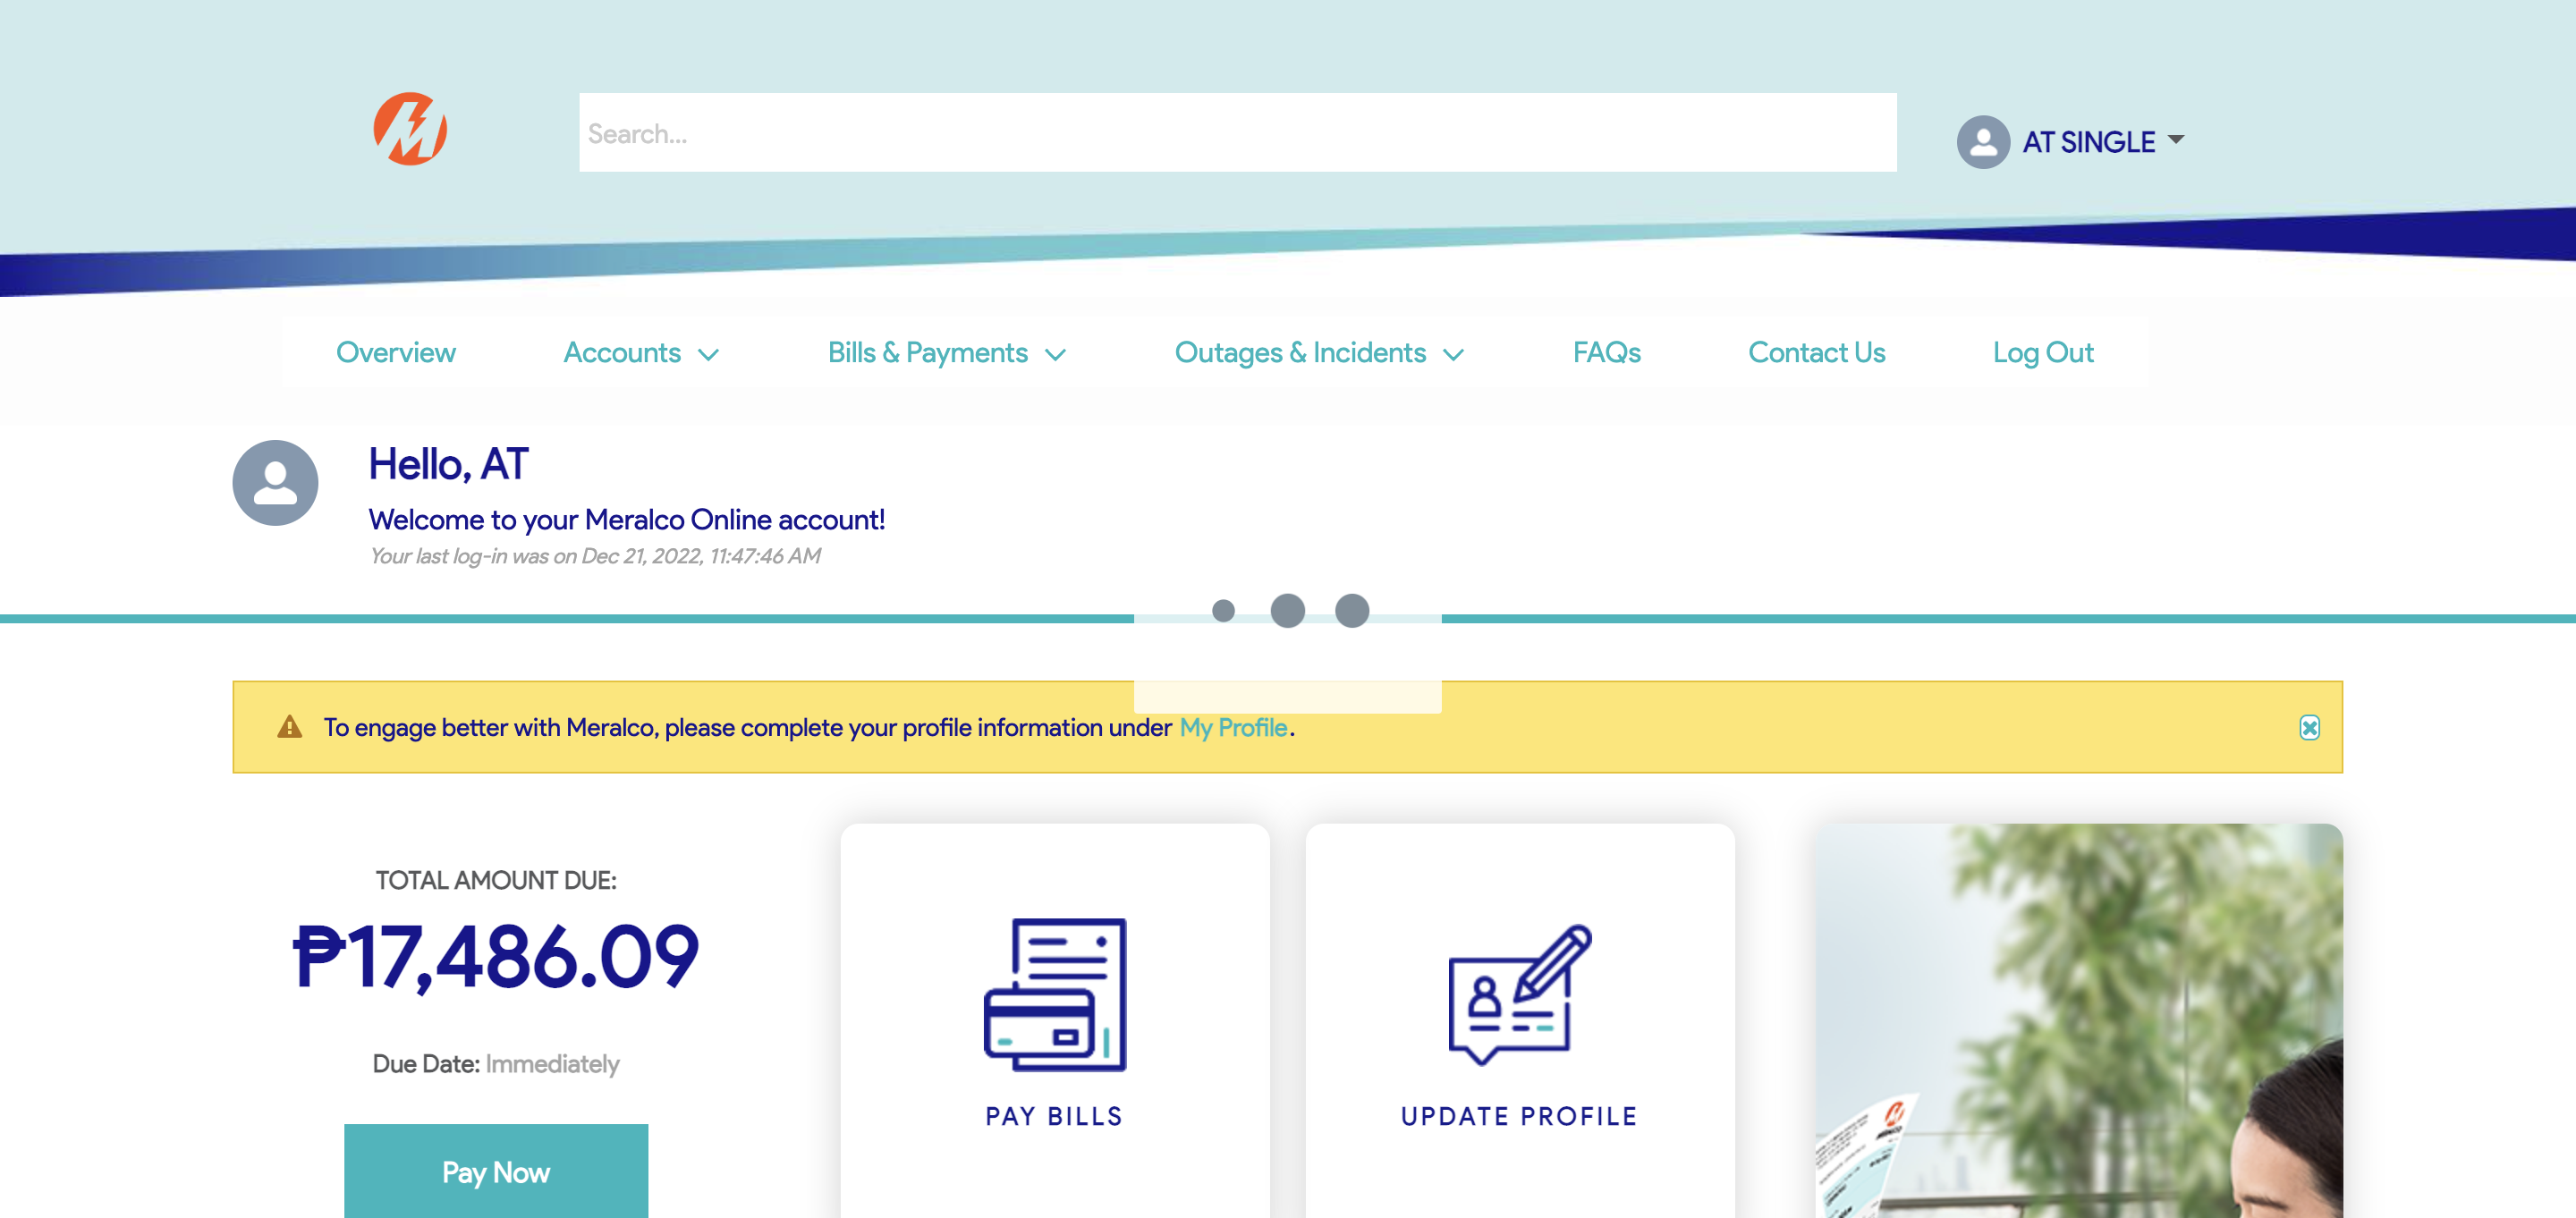 Search...
AT SINGLE
Overview Accounts Bills & Payments Outages & Incidents FAQs Contact Us Log Out
Hello, AT
Welcome to your Meralco Online account!
Your last log-in was on Dec 21, 2022, 11:47:46 AM
To engage better with Meralco, please complete your profile information under My Profile.
TOTAL AMOUNT DUE:
₱17,486.09
Due Date: Immediately
Pay Now
PAY BILLS
UPDATE PROFILE
MERALCO